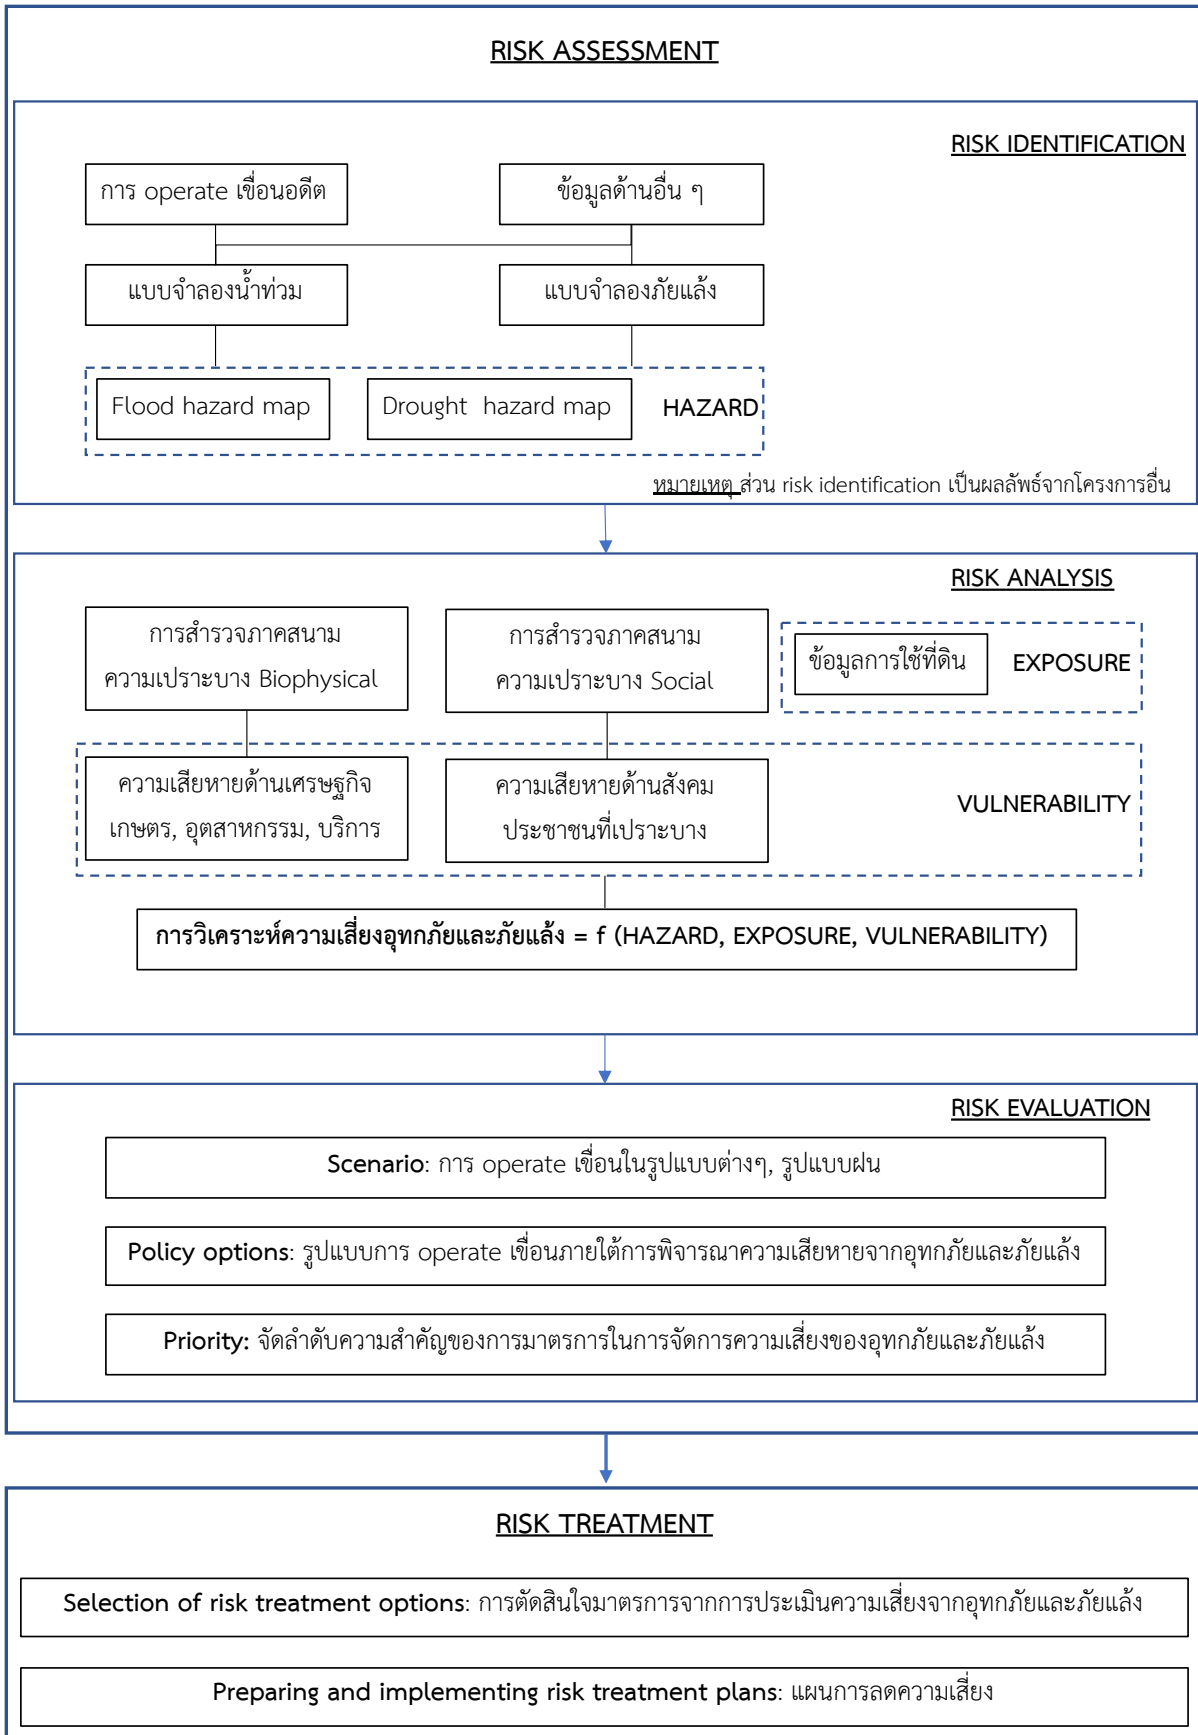 RISK ASSESSMENT
RISK IDENTIFICATION
การ operate เขื่อนอดีต
ข้อมูลด้านอื่น ๆ
แบบจำลองน้ำท่วม
แบบจำลองภัยแล้ง
Flood hazard map
Drought hazard map
HAZARD
หมายเหตุ ส่วน risk identification เป็นผลลัพธ์จากโครงการอื่น
RISK ANALYSIS
การสำรวจภาคสนาม
ความเปราะบาง Biophysical
การสำรวจภาคสนาม
ความเปราะบาง Social
ข้อมูลการใช้ที่ดิน
EXPOSURE
ความเสียหายด้านเศรษฐกิจ
เกษตร, อุตสาหกรรม, บริการ
ความเสียหายด้านสังคม
ประชาชนที่เปราะบาง
VULNERABILITY
การวิเคราะห์ความเสี่ยงอุทกภัยและภัยแล้ง = f (HAZARD, EXPOSURE, VULNERABILITY)
RISK EVALUATION
Scenario: การ operate เขื่อนในรูปแบบต่างๆ, รูปแบบฝน
Policy options: รูปแบบการ operate เขื่อนภายใต้การพิจารณาความเสียหายจากอุทกภัยและภัยแล้ง
Priority: จัดลำดับความสำคัญของการมาตรการในการจัดการความเสี่ยงของอุทกภัยและภัยแล้ง
RISK TREATMENT
Selection of risk treatment options: การตัดสินใจมาตรการจากการประเมินความเสี่ยงจากอุทกภัยและภัยแล้ง
Preparing and implementing risk treatment plans: แผนการลดความเสี่ยง